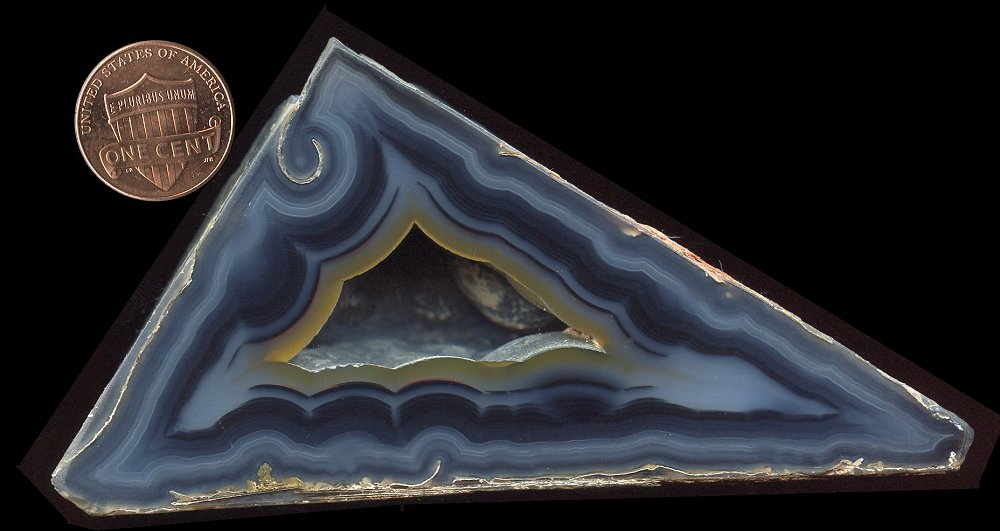 UNITED STATES OF AMERICA
E PLURIBUS UNUM
ONE CENT